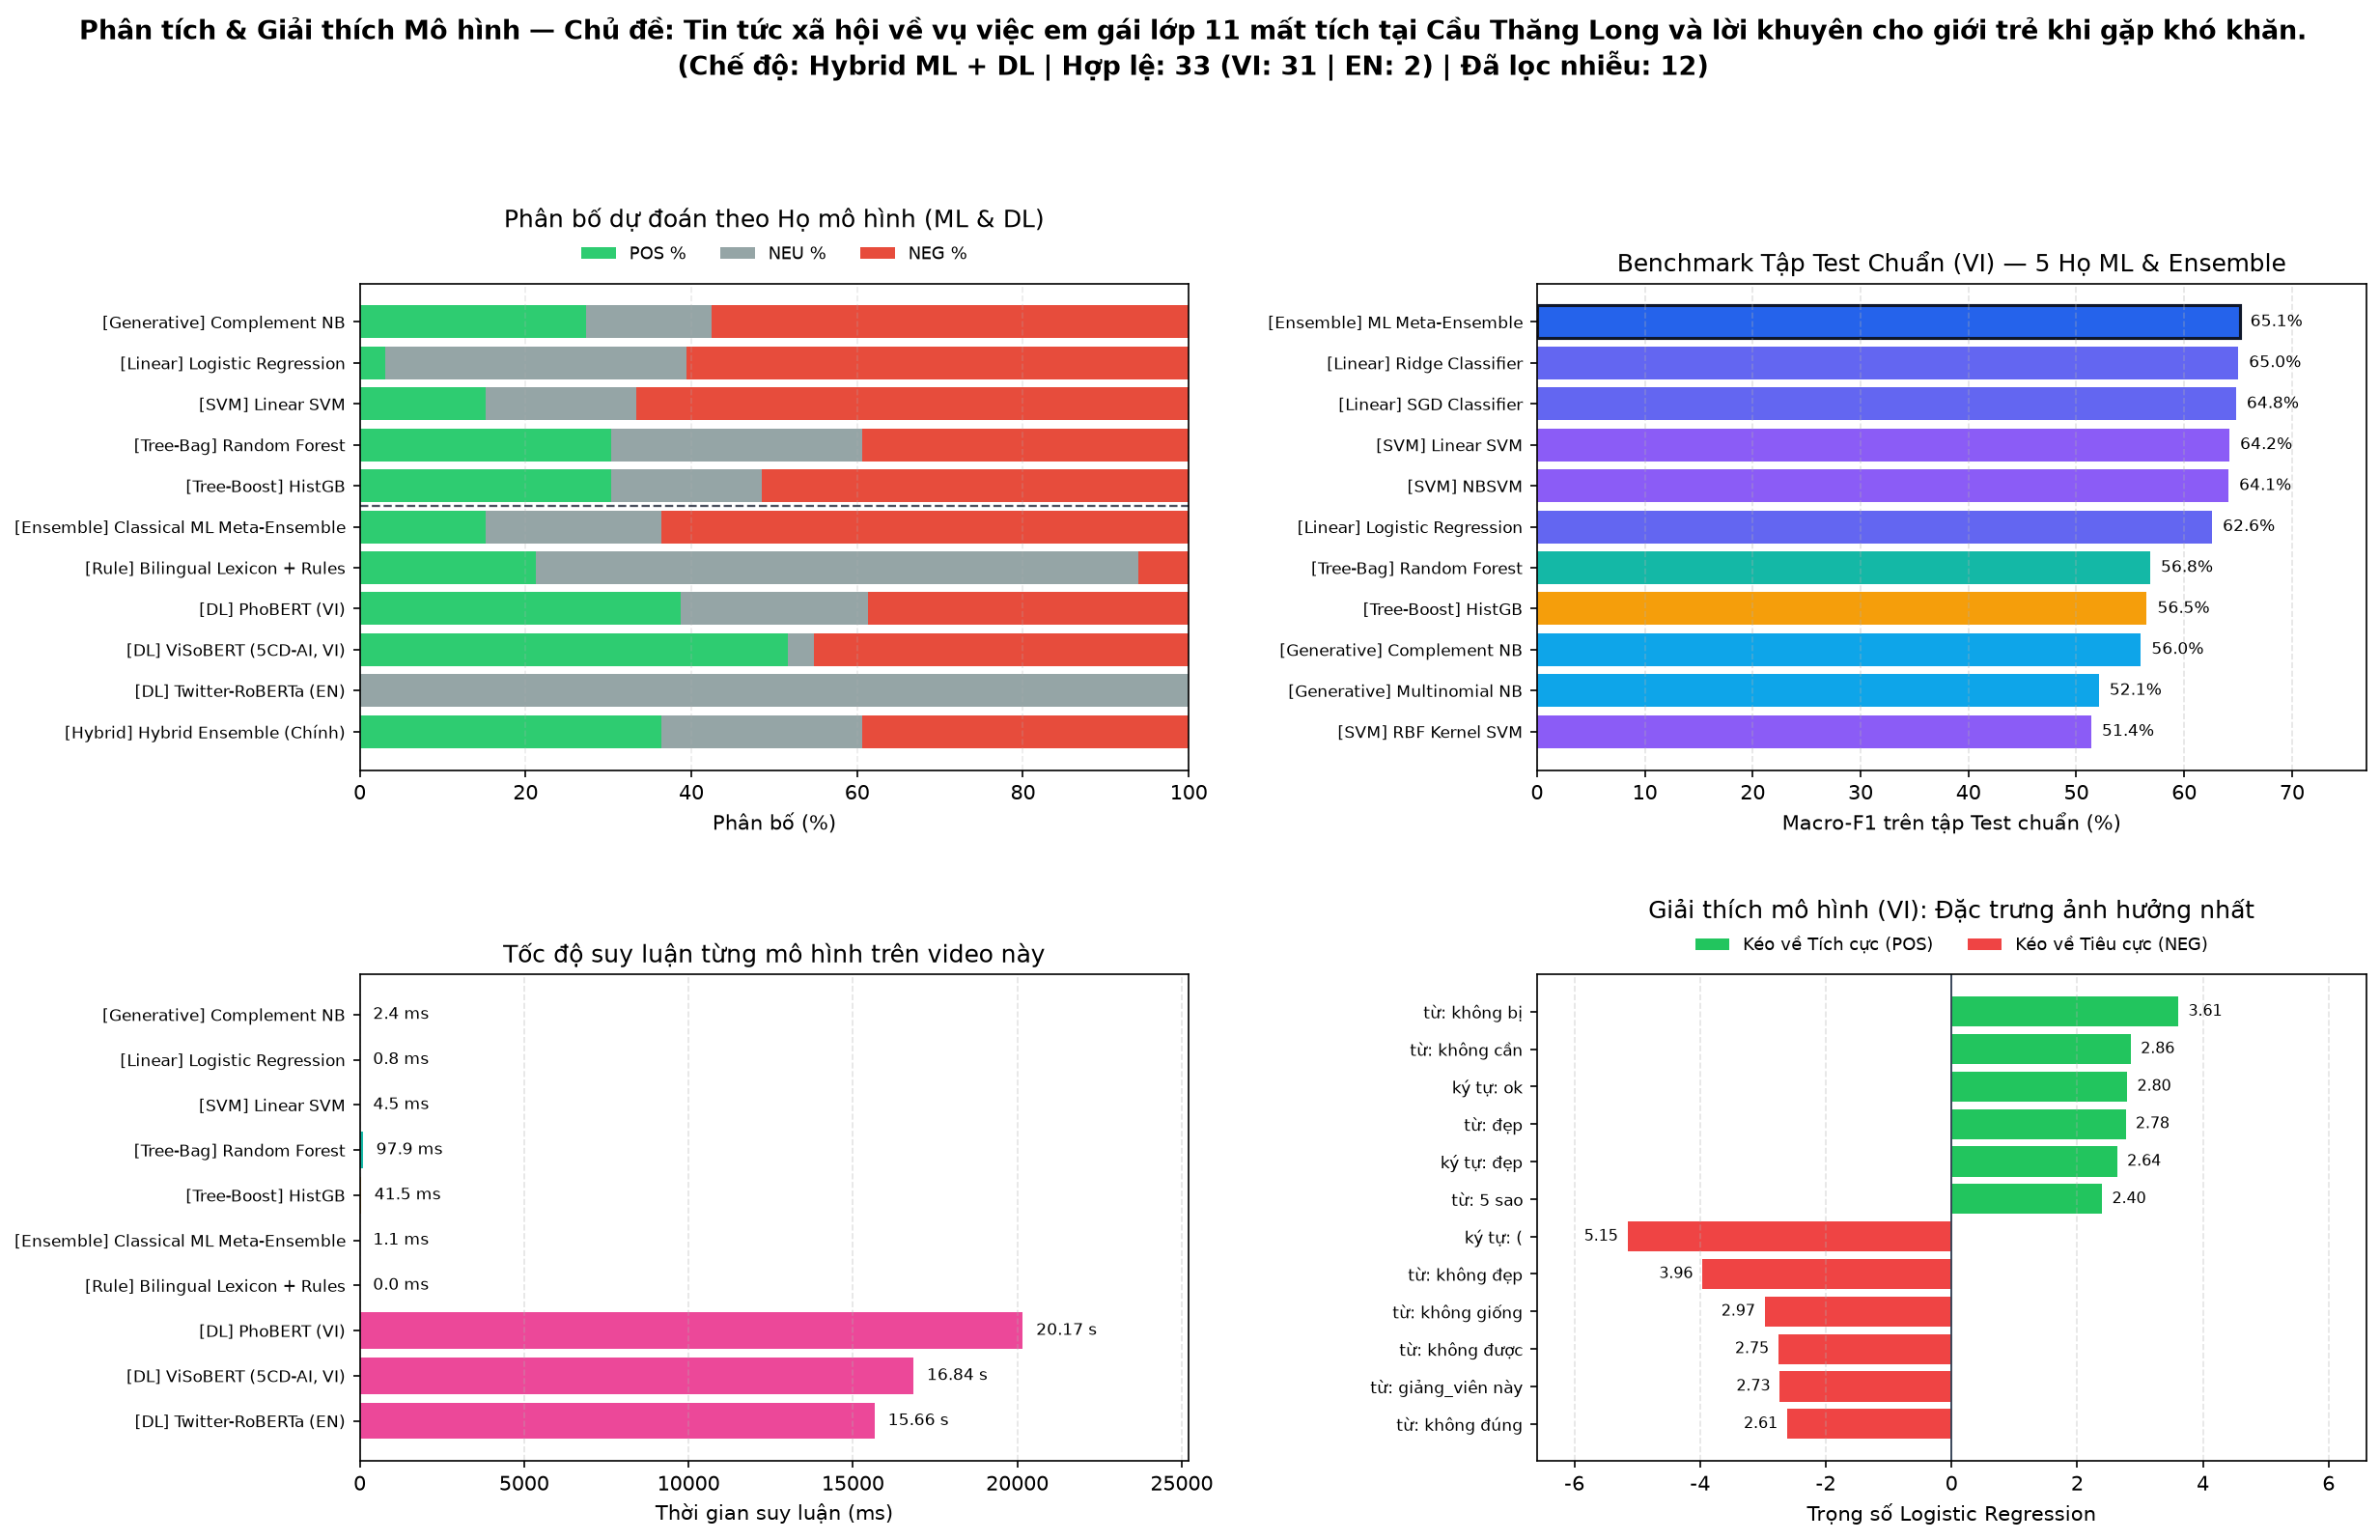 Phân tích & Giải thích Mô hình — Chủ đề: Tin tức xã hội về vụ việc em gái lớp 11 mất tích tại Cầu Thăng Long và lời khuyên cho giới trẻ khi gặp khó khăn.
(Chế độ: Hybrid ML + DL | Hợp lệ: 33 (VI: 31 | EN: 2) | Đã lọc nhiễu: 12)
Phân bố dự đoán theo Họ mô hình (ML & DL)
POS % NEU % NEG %
[Generative] Complement NB
[Linear] Logistic Regression
[SVM] Linear SVM
[Tree-Bag] Random Forest
[Tree-Boost] HistGB
[Ensemble] Classical ML Meta-Ensemble
[Rule] Bilingual Lexicon + Rules
[DL] PhoBERT (VI)
[DL] ViSoBERT (5CD-AI, VI)
[DL] Twitter-RoBERTa (EN)
[Hybrid] Hybrid Ensemble (Chính)
0 20 40 60 80 100
Phân bố (%)
Benchmark Tập Test Chuẩn (VI) — 5 Họ ML & Ensemble
[Ensemble] ML Meta-Ensemble 65.1%
[Linear] Ridge Classifier 65.0%
[Linear] SGD Classifier 64.8%
[SVM] Linear SVM 64.2%
[SVM] NBSVM 64.1%
[Linear] Logistic Regression 62.6%
[Tree-Bag] Random Forest 56.8%
[Tree-Boost] HistGB 56.5%
[Generative] Complement NB 56.0%
[Generative] Multinomial NB 52.1%
[SVM] RBF Kernel SVM 51.4%
0 10 20 30 40 50 60 70
Macro-F1 trên tập Test chuẩn (%)
Tốc độ suy luận từng mô hình trên video này
[Generative] Complement NB 2.4 ms
[Linear] Logistic Regression 0.8 ms
[SVM] Linear SVM 4.5 ms
[Tree-Bag] Random Forest 97.9 ms
[Tree-Boost] HistGB 41.5 ms
[Ensemble] Classical ML Meta-Ensemble 1.1 ms
[Rule] Bilingual Lexicon + Rules 0.0 ms
[DL] PhoBERT (VI) 20.17 s
[DL] ViSoBERT (5CD-AI, VI) 16.84 s
[DL] Twitter-RoBERTa (EN) 15.66 s
0 5000 10000 15000 20000 25000
Thời gian suy luận (ms)
Giải thích mô hình (VI): Đặc trưng ảnh hưởng nhất
Kéo về Tích cực (POS) Kéo về Tiêu cực (NEG)
từ: không bị 3.61
từ: không cần 2.86
ký tự: ok 2.80
từ: đẹp 2.78
ký tự: đẹp 2.64
từ: 5 sao 2.40
ký tự: ( 5.15
từ: không đẹp 3.96
từ: không giống 2.97
từ: không được 2.75
từ: giảng_viên này 2.73
từ: không đúng 2.61
-6 -4 -2 0 2 4 6
Trọng số Logistic Regression